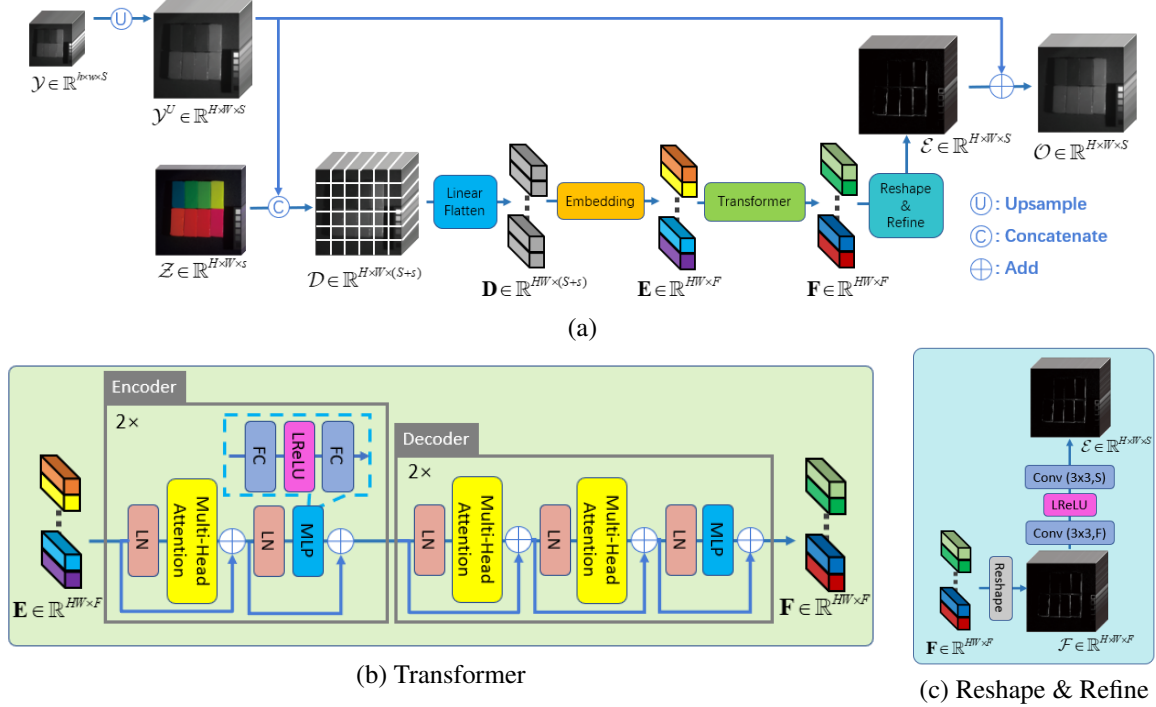 U
𝒴 ∈ ℝ^{h×w×S}
𝒴^U ∈ ℝ^{H×W×S}
ℰ ∈ ℝ^{H×W×S}
𝒪 ∈ ℝ^{H×W×S}
C
Linear
Flatten
Embedding
Transformer
Reshape
&
Refine
U : Upsample
C : Concatenate
⊕ : Add
𝒵 ∈ ℝ^{H×W×s}
𝒟 ∈ ℝ^{H×W×(S+s)}
D ∈ ℝ^{HW×(S+s)}
E ∈ ℝ^{HW×F}
F ∈ ℝ^{HW×F}
(a)
Encoder
2×
FC
LReLU
FC
LN
Multi-Head
Attention
LN
MLP
E ∈ ℝ^{HW×F}
Decoder
2×
LN
Multi-Head
Attention
LN
Multi-Head
Attention
LN
MLP
F ∈ ℝ^{HW×F}
(b) Transformer
ℰ ∈ ℝ^{H×W×S}
Conv (3x3,S)
LReLU
Conv (3x3,F)
Reshape
F ∈ ℝ^{HW×F}
ℱ ∈ ℝ^{H×W×F}
(c) Reshape & Refine